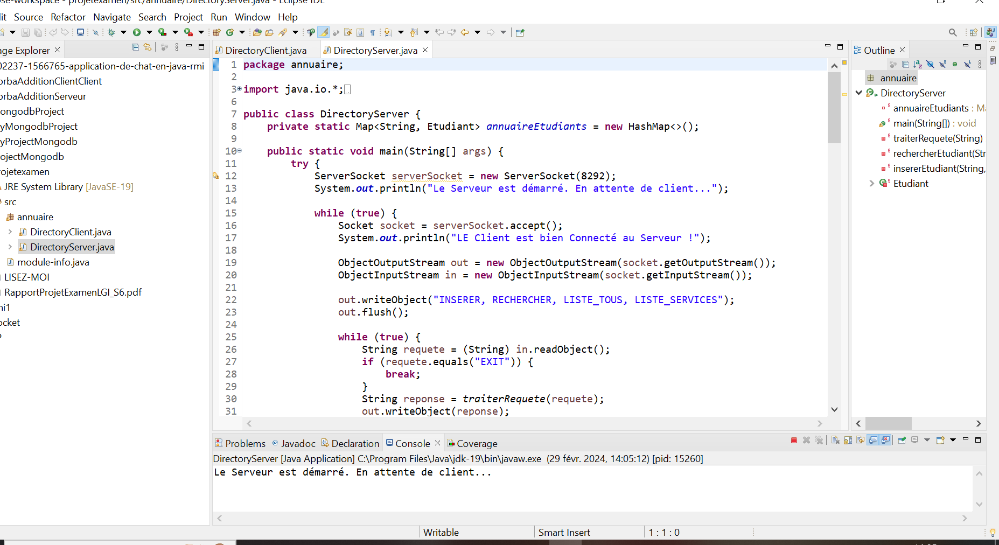 pse-workspace - projetexamen/src/annuaire/DirectoryServer.java - Eclipse IDE
it Source Refactor Navigate Search Project Run Window Help
age Explorer
02237-1566765-application-de-chat-en-java-rmi
orbaAdditionClientClient
orbaAdditionServeur
ongodbProject
yMongodbProject
yProjectMongodb
ojectMongodb
rojetexamen
JRE System Library [JavaSE-19]
src
annuaire
DirectoryClient.java
DirectoryServer.java
module-info.java
LISEZ-MOI
RapportProjetExamenLGI_S6.pdf
mi1
ocket
DirectoryClient.java DirectoryServer.java
1 package annuaire;
2
3 import java.io.*;
6
7 public class DirectoryServer {
8 private static Map<String, Etudiant> annuaireEtudiants = new HashMap<>();
9
10 public static void main(String[] args) {
11 try {
12 ServerSocket serverSocket = new ServerSocket(8292);
13 System.out.println("Le Serveur est démarré. En attente de client...");
14
15 while (true) {
16 Socket socket = serverSocket.accept();
17 System.out.println("LE Client est bien Connecté au Serveur !");
18
19 ObjectOutputStream out = new ObjectOutputStream(socket.getOutputStream());
20 ObjectInputStream in = new ObjectInputStream(socket.getInputStream());
21
22 out.writeObject("INSERER, RECHERCHER, LISTE_TOUS, LISTE_SERVICES");
23 out.flush();
24
25 while (true) {
26 String requete = (String) in.readObject();
27 if (requete.equals("EXIT")) {
28 break;
29 }
30 String reponse = traiterRequete(requete);
31 out.writeObject(reponse);
Outline
annuaire
DirectoryServer
annuaireEtudiants : Ma
main(String[]) : void
traiterRequete(String)
rechercherEtudiant(Str
insererEtudiant(String,
Etudiant
Problems Javadoc Declaration Console Coverage
DirectoryServer [Java Application] C:\Program Files\Java\jdk-19\bin\javaw.exe (29 févr. 2024, 14:05:12) [pid: 15260]
Le Serveur est démarré. En attente de client...
Writable Smart Insert 1 : 1 : 0